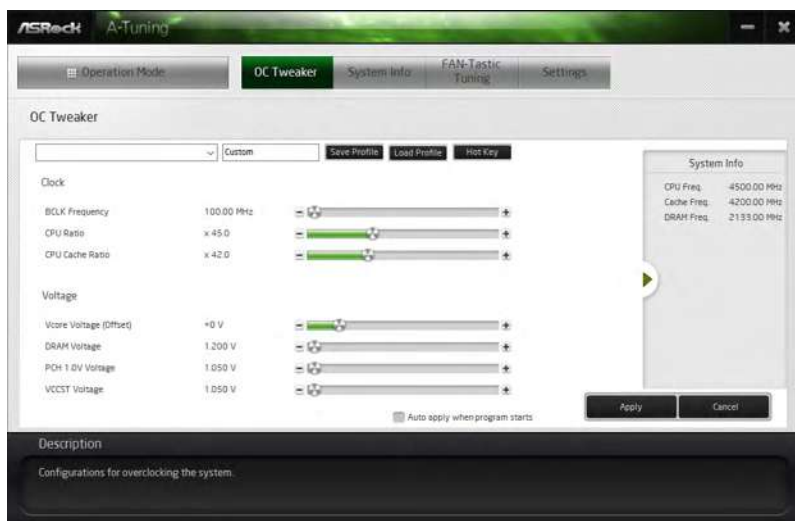 ASRock A-Tuning
Operation Mode OC Tweaker System Info FAN-Tastic Tuning Settings
OC Tweaker
Custom Save Profile Load Profile Hot Key
Clock
BCLK Frequency 100.00 MHz
CPU Ratio x 45.0
CPU Cache Ratio x 42.0
Voltage
Vcore Voltage (Offset) +0 V
DRAM Voltage 1.200 V
PCH 1.0V Voltage 1.050 V
VCCST Voltage 1.050 V
Auto apply when program starts
System Info
CPU Freq. 4500.00 MHz
Cache Freq. 4200.00 MHz
DRAM Freq. 2133.00 MHz
Apply Cancel
Description
Configurations for overclocking the system.